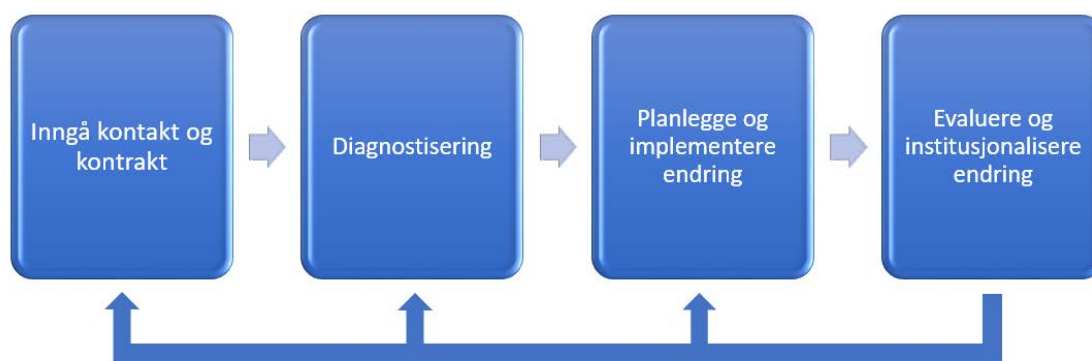 Inngå kontakt og
kontrakt
Diagnostisering
Planlegge og
implementere
endring
Evaluere og
institusjonalisere
endring